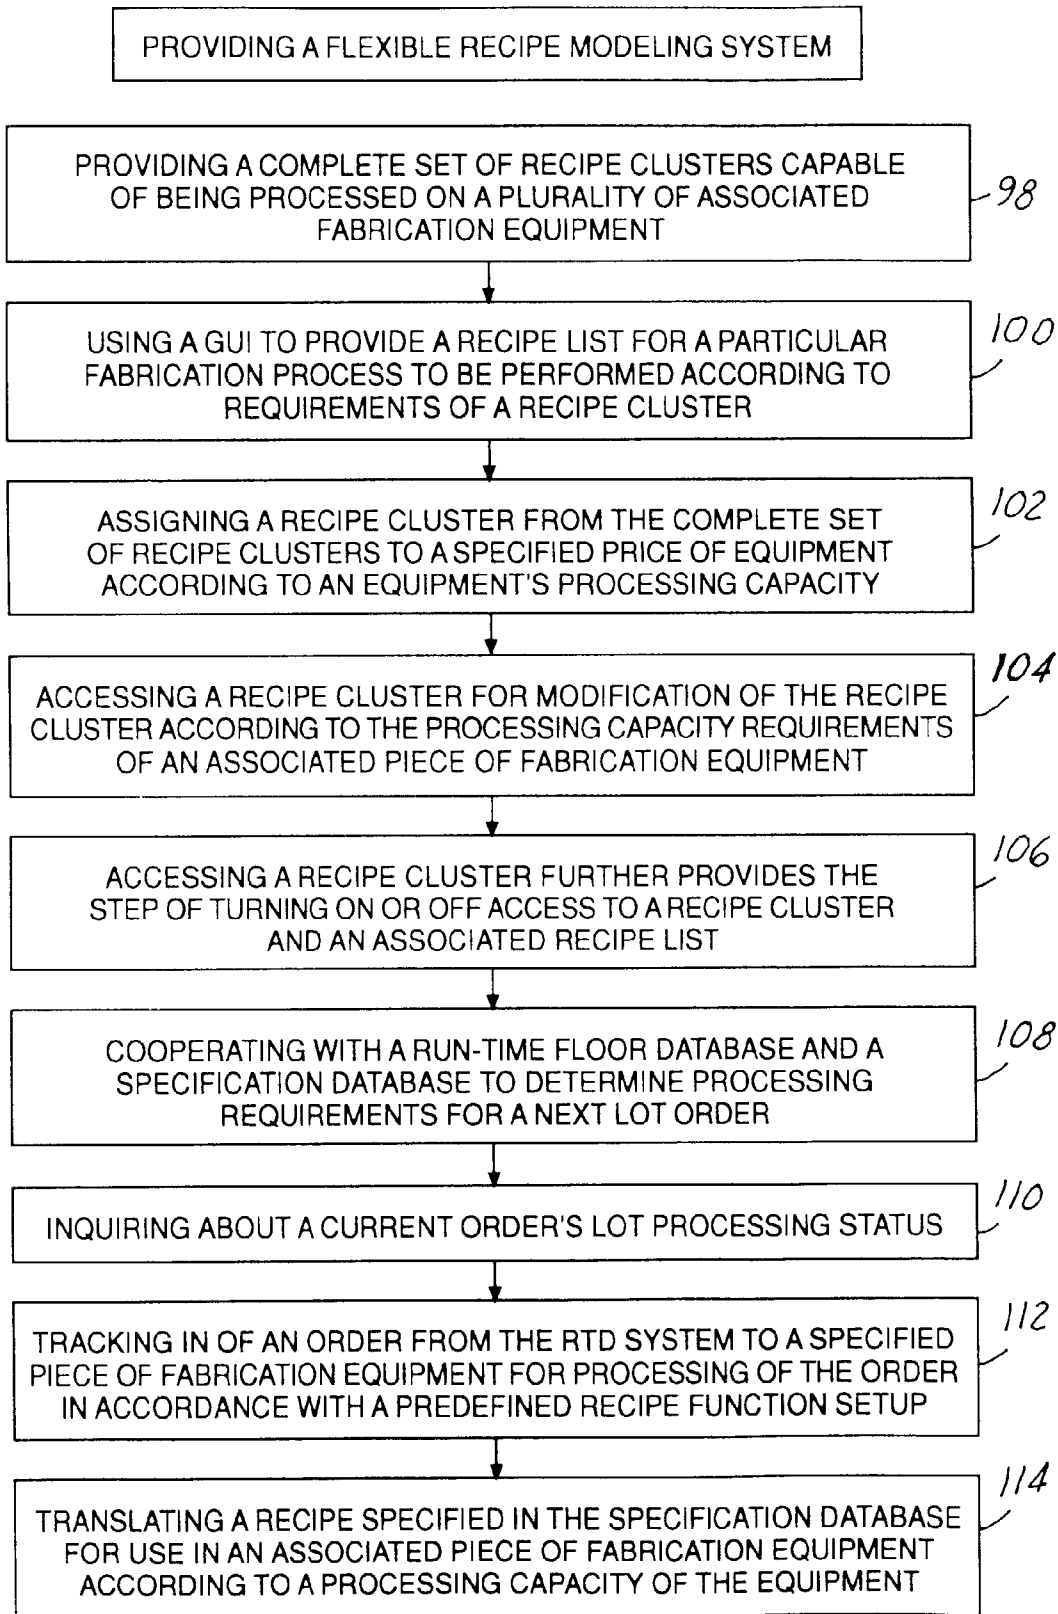 PROVIDING A FLEXIBLE RECIPE MODELING SYSTEM
PROVIDING A COMPLETE SET OF RECIPE CLUSTERS CAPABLE
OF BEING PROCESSED ON A PLURALITY OF ASSOCIATED
FABRICATION EQUIPMENT
98
USING A GUI TO PROVIDE A RECIPE LIST FOR A PARTICULAR
FABRICATION PROCESS TO BE PERFORMED ACCORDING TO
REQUIREMENTS OF A RECIPE CLUSTER
100
ASSIGNING A RECIPE CLUSTER FROM THE COMPLETE SET
OF RECIPE CLUSTERS TO A SPECIFIED PRICE OF EQUIPMENT
ACCORDING TO AN EQUIPMENT'S PROCESSING CAPACITY
102
ACCESSING A RECIPE CLUSTER FOR MODIFICATION OF THE RECIPE
CLUSTER ACCORDING TO THE PROCESSING CAPACITY REQUIREMENTS
OF AN ASSOCIATED PIECE OF FABRICATION EQUIPMENT
104
ACCESSING A RECIPE CLUSTER FURTHER PROVIDES THE
STEP OF TURNING ON OR OFF ACCESS TO A RECIPE CLUSTER
AND AN ASSOCIATED RECIPE LIST
106
COOPERATING WITH A RUN-TIME FLOOR DATABASE AND A
SPECIFICATION DATABASE TO DETERMINE PROCESSING
REQUIREMENTS FOR A NEXT LOT ORDER
108
INQUIRING ABOUT A CURRENT ORDER'S LOT PROCESSING STATUS
110
TRACKING IN OF AN ORDER FROM THE RTD SYSTEM TO A SPECIFIED
PIECE OF FABRICATION EQUIPMENT FOR PROCESSING OF THE ORDER
IN ACCORDANCE WITH A PREDEFINED RECIPE FUNCTION SETUP
112
TRANSLATING A RECIPE SPECIFIED IN THE SPECIFICATION DATABASE
FOR USE IN AN ASSOCIATED PIECE OF FABRICATION EQUIPMENT
ACCORDING TO A PROCESSING CAPACITY OF THE EQUIPMENT
114